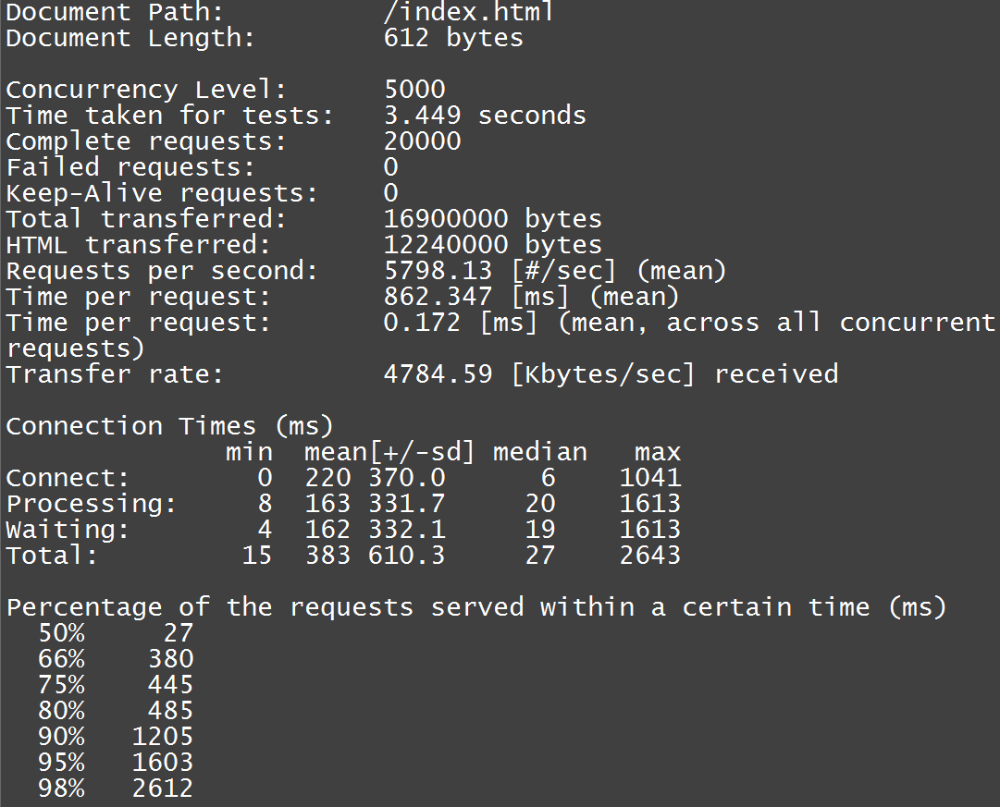 Document Path:          /index.html
Document Length:        612 bytes

Concurrency Level:      5000
Time taken for tests:   3.449 seconds
Complete requests:      20000
Failed requests:        0
Keep-Alive requests:    0
Total transferred:      16900000 bytes
HTML transferred:       12240000 bytes
Requests per second:    5798.13 [#/sec] (mean)
Time per request:       862.347 [ms] (mean)
Time per request:       0.172 [ms] (mean, across all concurrent
requests)
Transfer rate:          4784.59 [Kbytes/sec] received

Connection Times (ms)
              min  mean[+/-sd] median   max
Connect:        0  220 370.0      6    1041
Processing:     8  163 331.7     20    1613
Waiting:        4  162 332.1     19    1613
Total:         15  383 610.3     27    2643

Percentage of the requests served within a certain time (ms)
  50%     27
  66%    380
  75%    445
  80%    485
  90%   1205
  95%   1603
  98%   2612